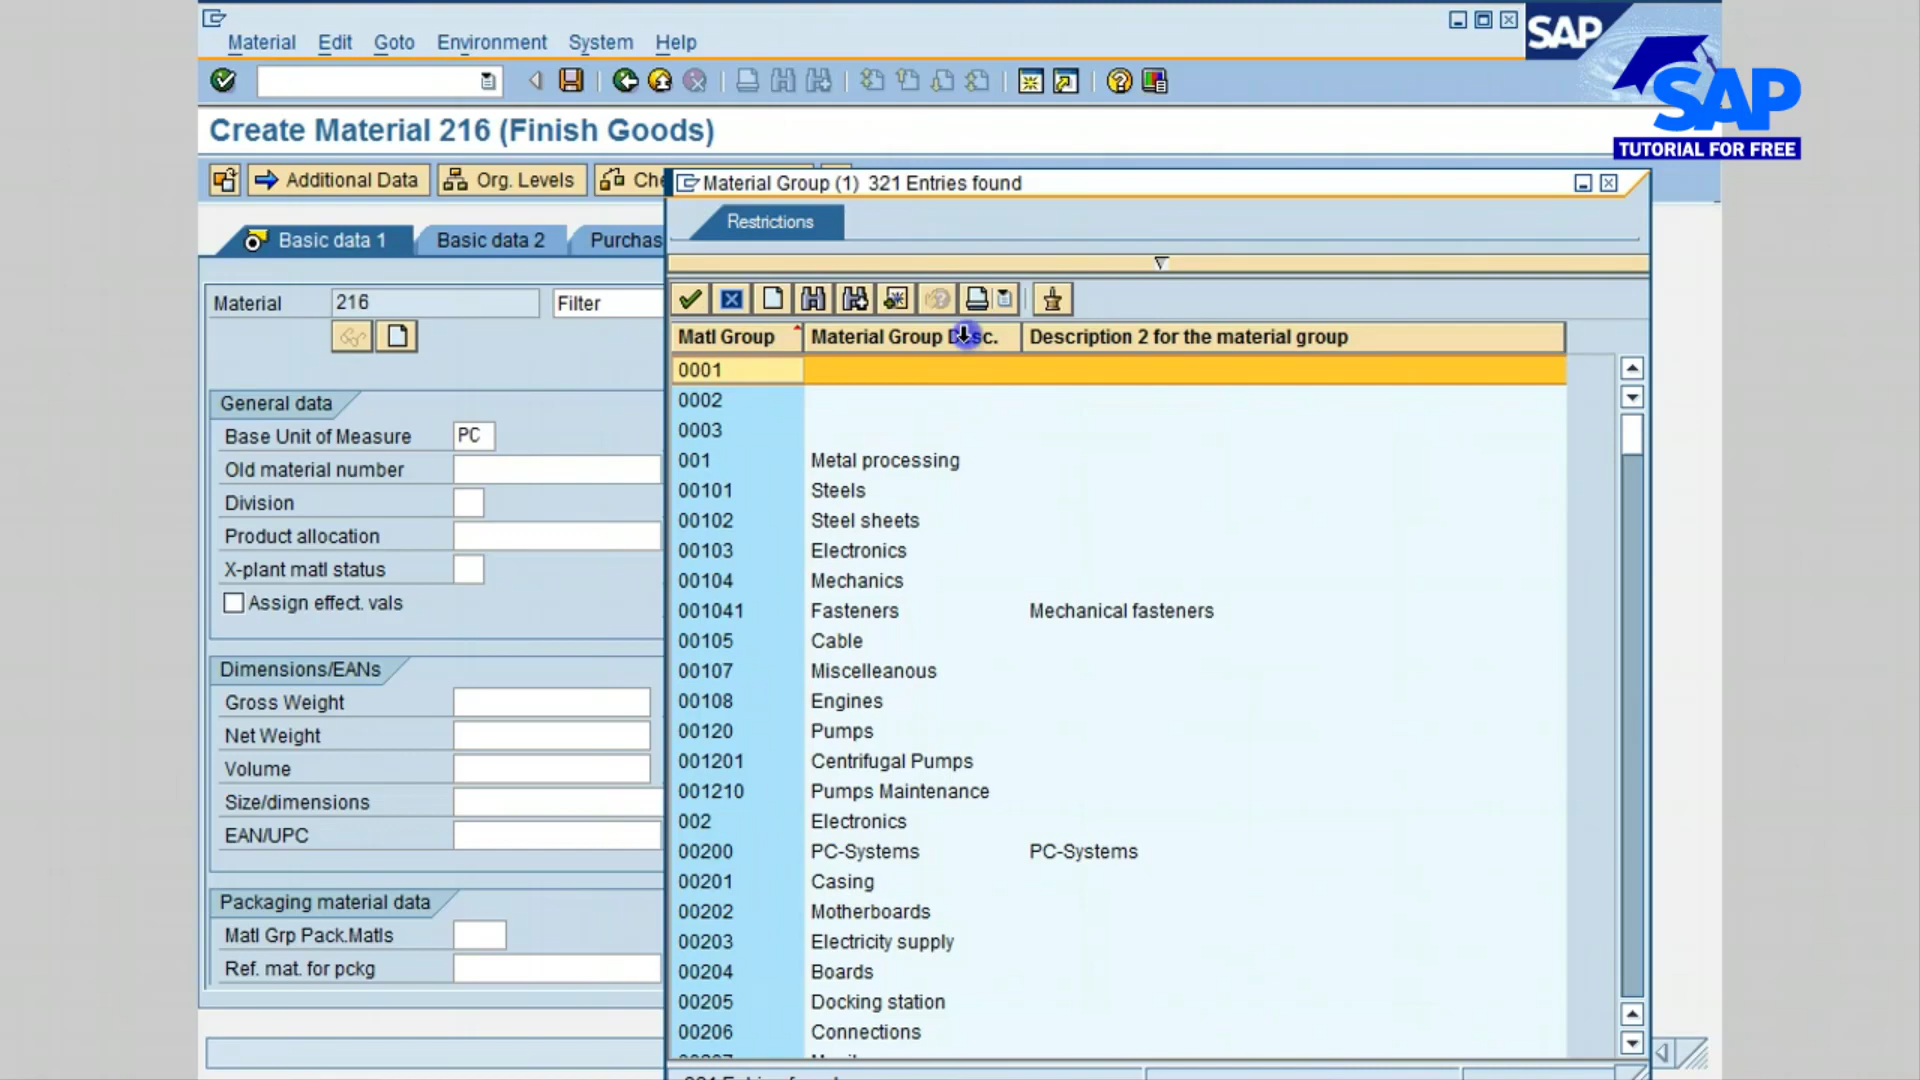 Material Edit Goto Environment System Help
SAP
SAP
TUTORIAL FOR FREE
Create Material 216 (Finish Goods)
Additional Data Org. Levels
Material Group (1) 321 Entries found
Restrictions
Basic data 1 Basic data 2
Material 216 Filter
General data
Base Unit of Measure PC
Old material number
Division
Product allocation
X-plant matl status
Assign effect. vals
Dimensions/EANs
Gross Weight
Net Weight
Volume
Size/dimensions
EAN/UPC
Packaging material data
Matl Grp Pack.Matls
Ref. mat. for pckg
Matl Group Material Group Desc. Description 2 for the material group
0001
0002
0003
001 Metal processing
00101 Steels
00102 Steel sheets
00103 Electronics
00104 Mechanics
001041 Fasteners Mechanical fasteners
00105 Cable
00107 Miscelleanous
00108 Engines
00120 Pumps
001201 Centrifugal Pumps
001210 Pumps Maintenance
002 Electronics
00200 PC-Systems PC-Systems
00201 Casing
00202 Motherboards
00203 Electricity supply
00204 Boards
00205 Docking station
00206 Connections